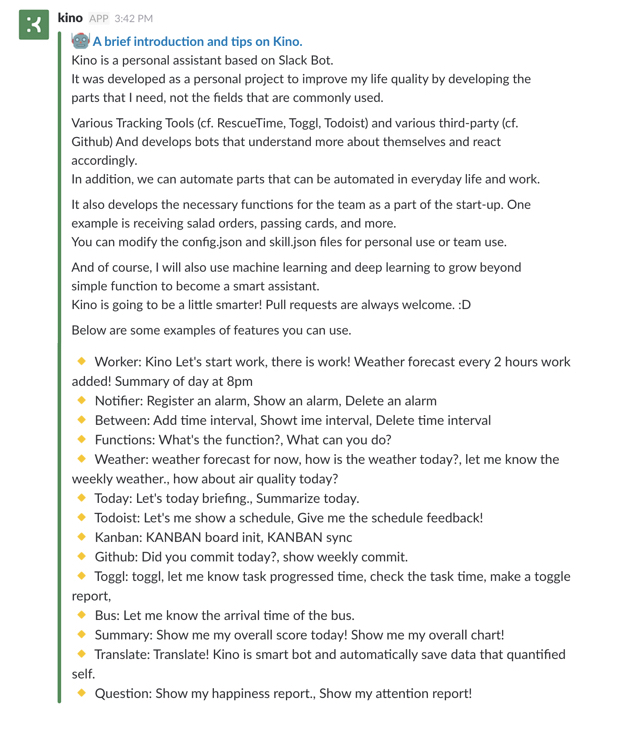 kino APP 3:42 PM
A brief introduction and tips on Kino.
Kino is a personal assistant based on Slack Bot.
It was developed as a personal project to improve my life quality by developing the
parts that I need, not the fields that are commonly used.
Various Tracking Tools (cf. RescueTime, Toggl, Todoist) and various third-party (cf.
Github) And develops bots that understand more about themselves and react
accordingly.
In addition, we can automate parts that can be automated in everyday life and work.
It also develops the necessary functions for the team as a part of the start-up. One
example is receiving salad orders, passing cards, and more.
You can modify the config.json and skill.json files for personal use or team use.
And of course, I will also use machine learning and deep learning to grow beyond
simple function to become a smart assistant.
Kino is going to be a little smarter! Pull requests are always welcome. :D
Below are some examples of features you can use.
🔸 Worker: Kino Let's start work, there is work! Weather forecast every 2 hours work
added! Summary of day at 8pm
🔸 Notifier: Register an alarm, Show an alarm, Delete an alarm
🔸 Between: Add time interval, Showt ime interval, Delete time interval
🔸 Functions: What's the function?, What can you do?
🔸 Weather: weather forecast for now, how is the weather today?, let me know the
weekly weather., how about air quality today?
🔸 Today: Let's today briefing., Summarize today.
🔸 Todoist: Let's me show a schedule, Give me the schedule feedback!
🔸 Kanban: KANBAN board init, KANBAN sync
🔸 Github: Did you commit today?, show weekly commit.
🔸 Toggl: toggl, let me know task progressed time, check the task time, make a toggle
report,
🔸 Bus: Let me know the arrival time of the bus.
🔸 Summary: Show me my overall score today! Show me my overall chart!
🔸 Translate: Translate! Kino is smart bot and automatically save data that quantified
self.
🔸 Question: Show my happiness report., Show my attention report!